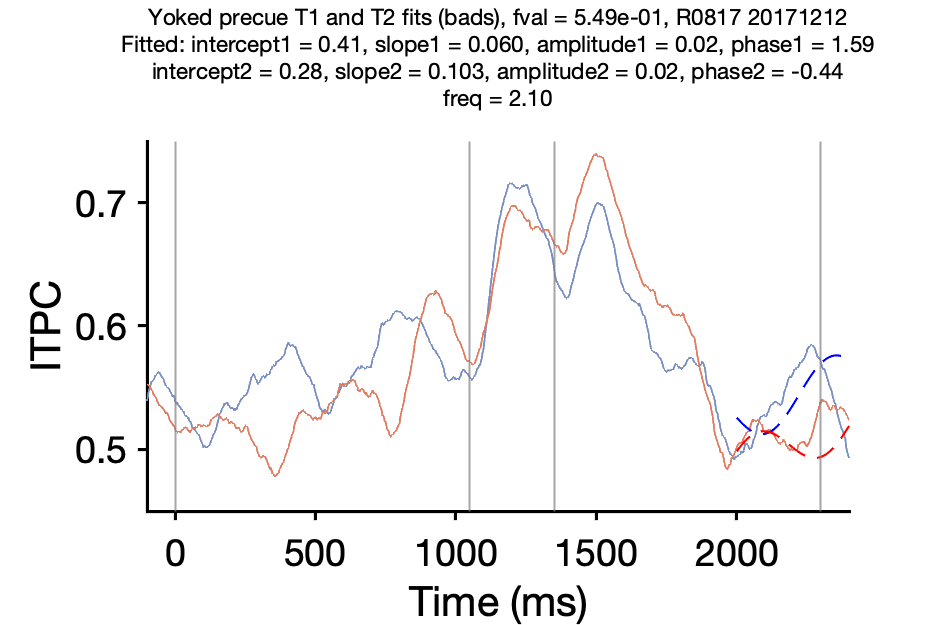 Yoked precue T1 and T2 fits (bads), fval = 5.49e-01, R0817 20171212
Fitted: intercept1 = 0.41, slope1 = 0.060, amplitude1 = 0.02, phase1 = 1.59
intercept2 = 0.28, slope2 = 0.103, amplitude2 = 0.02, phase2 = -0.44
freq = 2.10
0.7
0.6
0.5
ITPC
0 500 1000 1500 2000
Time (ms)